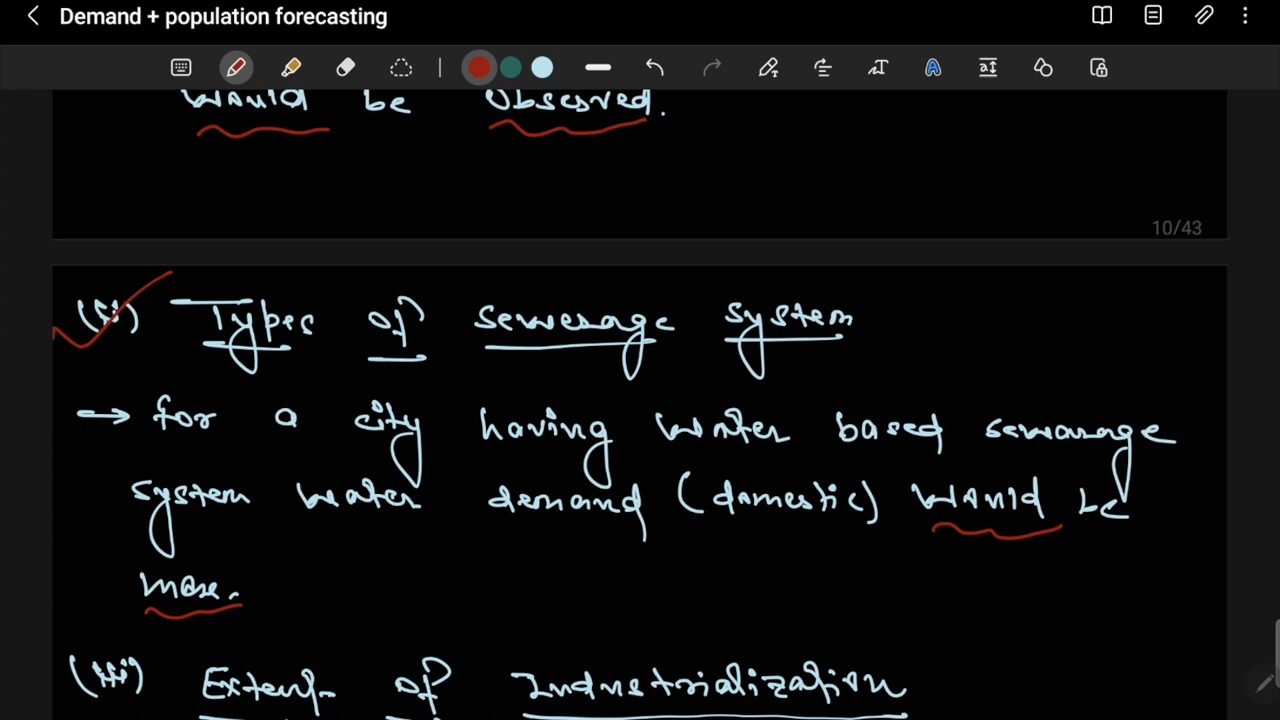 Demand + population forecasting
would be observed.
10/43
(ii) Types of sewerage system
→ for a city having water based sewarage
system water demand (domestic) would be
more.
(iii) Extent of Industrialization